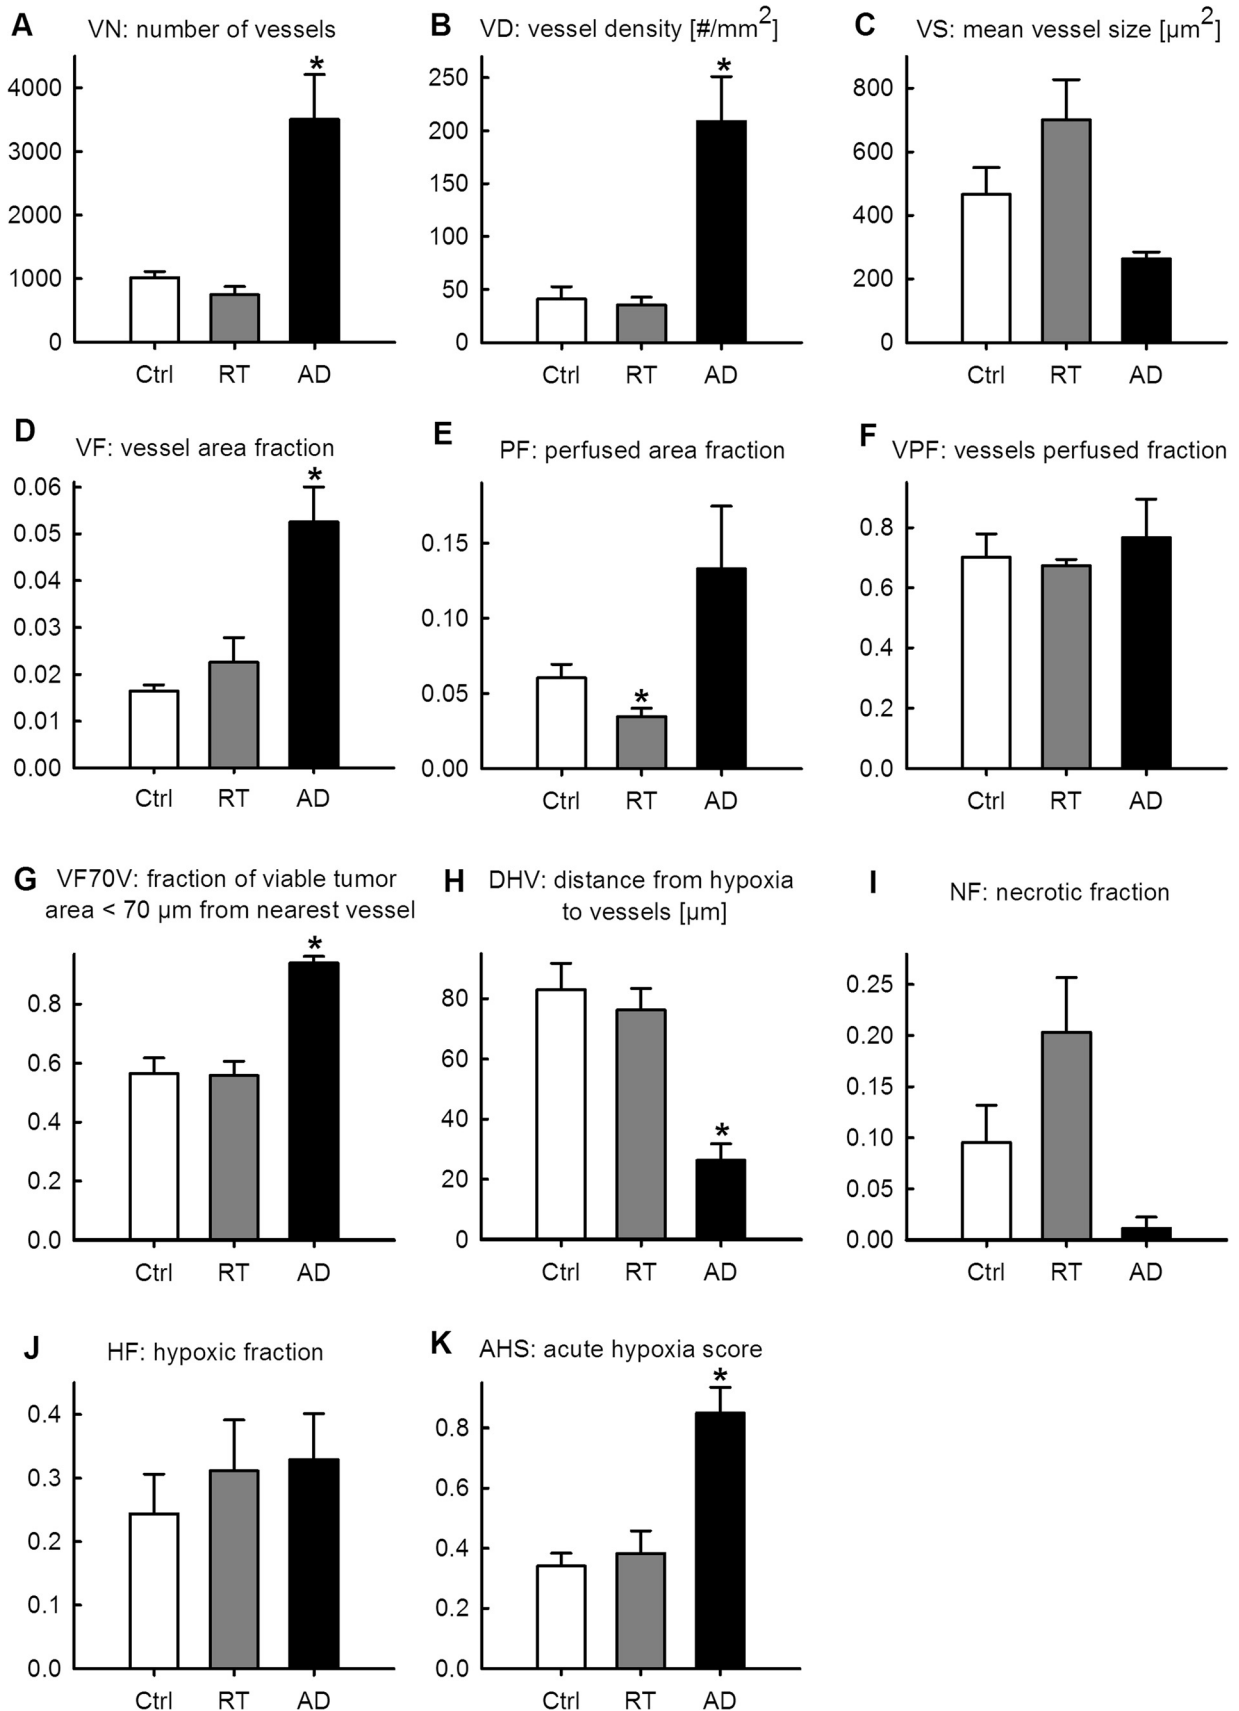 A VN: number of vessels
4000
3000
2000
1000
0
*
Ctrl RT AD
B VD: vessel density [#/mm2]
250
200
150
100
50
0
*
Ctrl RT AD
C VS: mean vessel size [µm2]
800
600
400
200
0
Ctrl RT AD
D VF: vessel area fraction
0.06
0.05
0.04
0.03
0.02
0.01
0.00
*
Ctrl RT AD
E PF: perfused area fraction
0.15
0.10
0.05
0.00
*
Ctrl RT AD
F VPF: vessels perfused fraction
0.8
0.6
0.4
0.2
0.0
Ctrl RT AD
G VF70V: fraction of viable tumor
area < 70 µm from nearest vessel
0.8
0.6
0.4
0.2
0.0
*
Ctrl RT AD
H DHV: distance from hypoxia
to vessels [µm]
80
60
40
20
0
*
Ctrl RT AD
I NF: necrotic fraction
0.25
0.20
0.15
0.10
0.05
0.00
Ctrl RT AD
J HF: hypoxic fraction
0.4
0.3
0.2
0.1
0.0
Ctrl RT AD
K AHS: acute hypoxia score
0.8
0.6
0.4
0.2
0.0
*
Ctrl RT AD